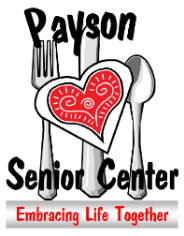 Payson
Senior Center
Embracing Life Together